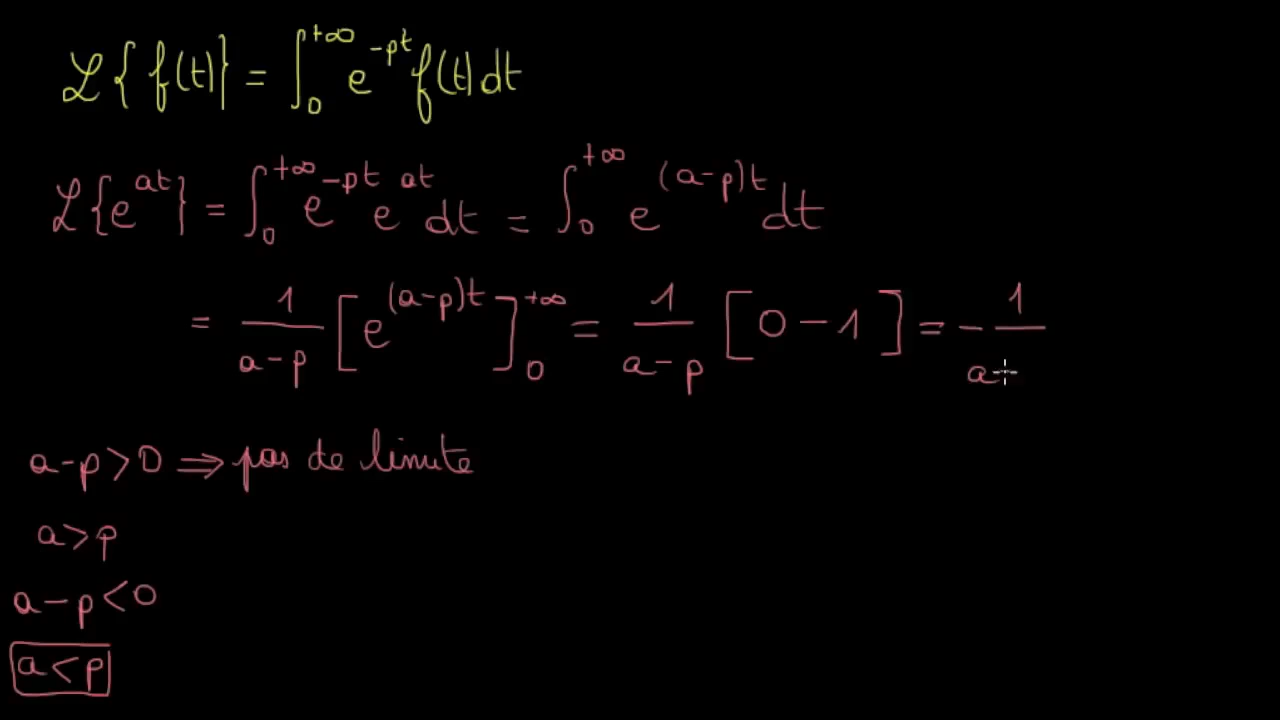 ℒ{f(t)} = ∫₀^{+∞} e^{-pt} f(t) dt
ℒ{e^{at}} = ∫₀^{+∞} e^{-pt} e^{at} dt = ∫₀^{+∞} e^{(a-p)t} dt
= 1/(a-p) [e^{(a-p)t}]₀^{+∞} = 1/(a-p) [0 - 1] = - 1/a-
a-p > 0 ⇒ pas de limite
a > p
a - p < 0
a < p